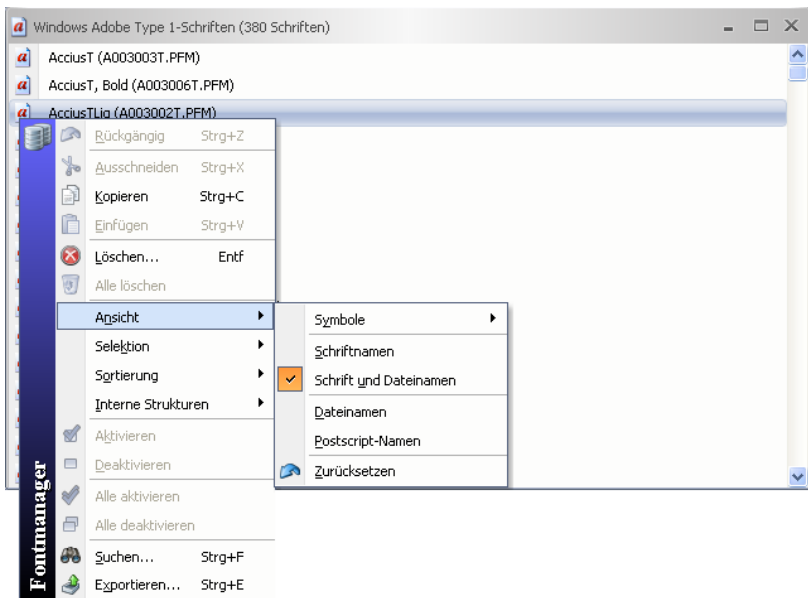 Windows Adobe Type 1-Schriften (380 Schriften)
AcciusT (A003003T.PFM)
AcciusT, Bold (A003006T.PFM)
AcciusTLig (A003002T.PFM)
Rückgängig Strg+Z
Ausschneiden Strg+X
Kopieren Strg+C
Einfügen Strg+V
Löschen... Entf
Alle löschen
Ansicht
Selektion
Sortierung
Interne Strukturen
Aktivieren
Deaktivieren
Alle aktivieren
Alle deaktivieren
Suchen... Strg+F
Exportieren... Strg+E
Fontmanager
Symbole
Schriftnamen
Schrift und Dateinamen
Dateinamen
Postscript-Namen
Zurücksetzen